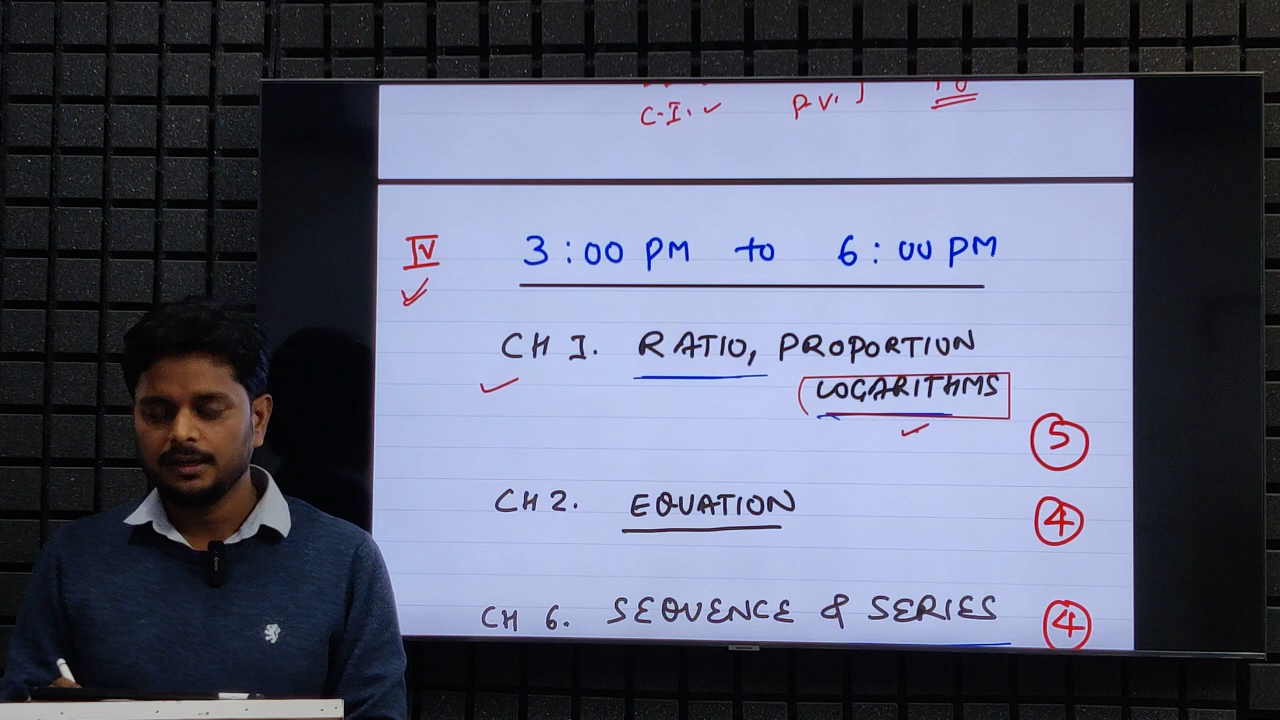 C.I. ✓ P.V. ]
IV 3:00 PM to 6:00 PM
CH 1. RATIO, PROPORTION
LOGARITHMS
5
CH 2. EQUATION 4
CH 6. SEQUENCE & SERIES 4